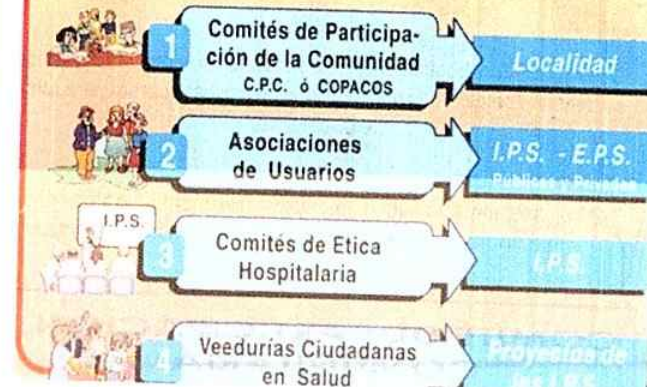 1
Comités de Participa-
ción de la Comunidad
C.P.C. ó COPACOS
Localidad
2
Asociaciones
de Usuarios
I.P.S. - E.P.S.
Públicas y Privadas
I.P.S.
3
Comités de Etica
Hospitalaria
I.P.S.
4
Veedurías Ciudadanas
en Salud
Proyectos de